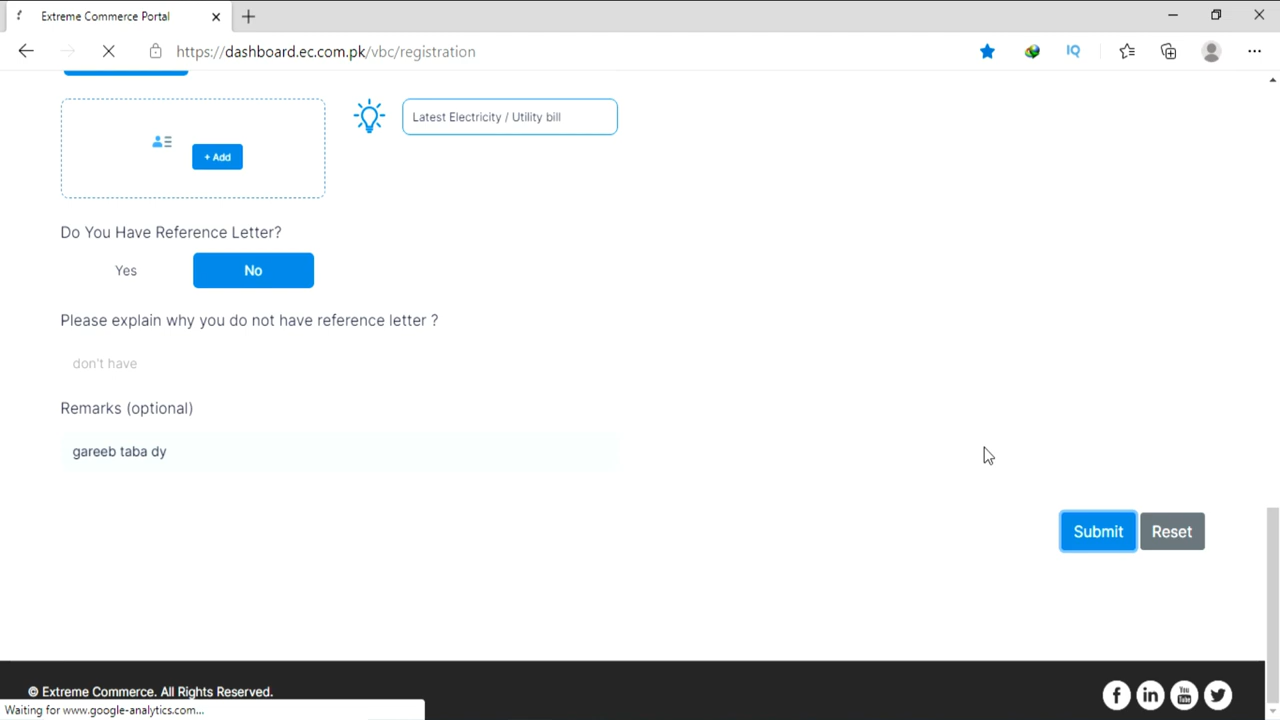 Extreme Commerce Portal
https://dashboard.ec.com.pk/vbc/registration
IQ
+ Add
Latest Electricity / Utility bill
Do You Have Reference Letter?
Yes No
Please explain why you do not have reference letter ?
don't have
Remarks (optional)
gareeb taba dy
Submit Reset
© Extreme Commerce. All Rights Reserved.
You Tube
Waiting for www.google-analytics.com...